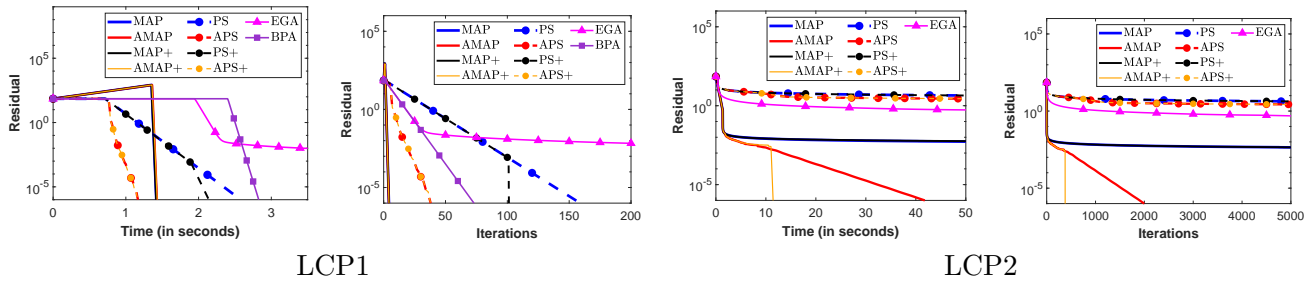 MAP PS EGA
AMAP APS BPA
MAP+ PS+
AMAP+ APS+
10^5
10^0
10^-5
Residual
0 1 2 3
Time (in seconds)
MAP PS EGA
AMAP APS BPA
MAP+ PS+
AMAP+ APS+
10^5
10^0
10^-5
Residual
0 50 100 150 200
Iterations
LCP1
MAP PS EGA
AMAP APS
MAP+ PS+
AMAP+ APS+
10^5
10^0
10^-5
Residual
0 10 20 30 40 50
Time (in seconds)
MAP PS EGA
AMAP APS
MAP+ PS+
AMAP+ APS+
10^5
10^0
10^-5
Residual
0 1000 2000 3000 4000 5000
Iterations
LCP2